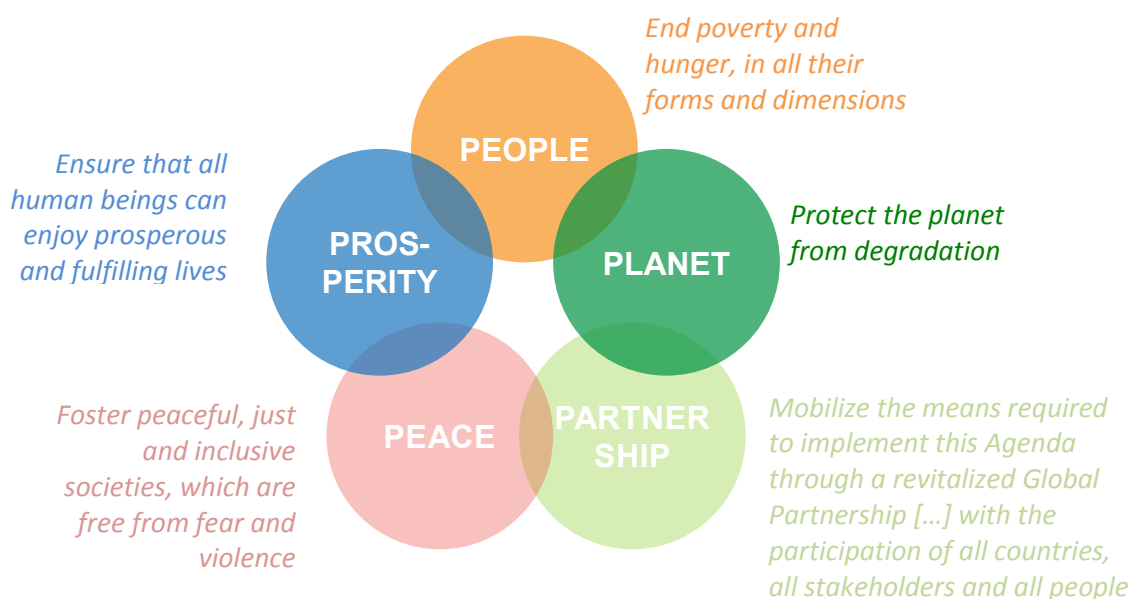 End poverty and
hunger, in all their
forms and dimensions
PEOPLE
Ensure that all
human beings can
enjoy prosperous
and fulfilling lives
PROS-
PERITY
PLANET
Protect the planet
from degradation
Foster peaceful, just
and inclusive
societies, which are
free from fear and
violence
PEACE
PARTNER
SHIP
Mobilize the means required
to implement this Agenda
through a revitalized Global
Partnership […] with the
participation of all countries,
all stakeholders and all people